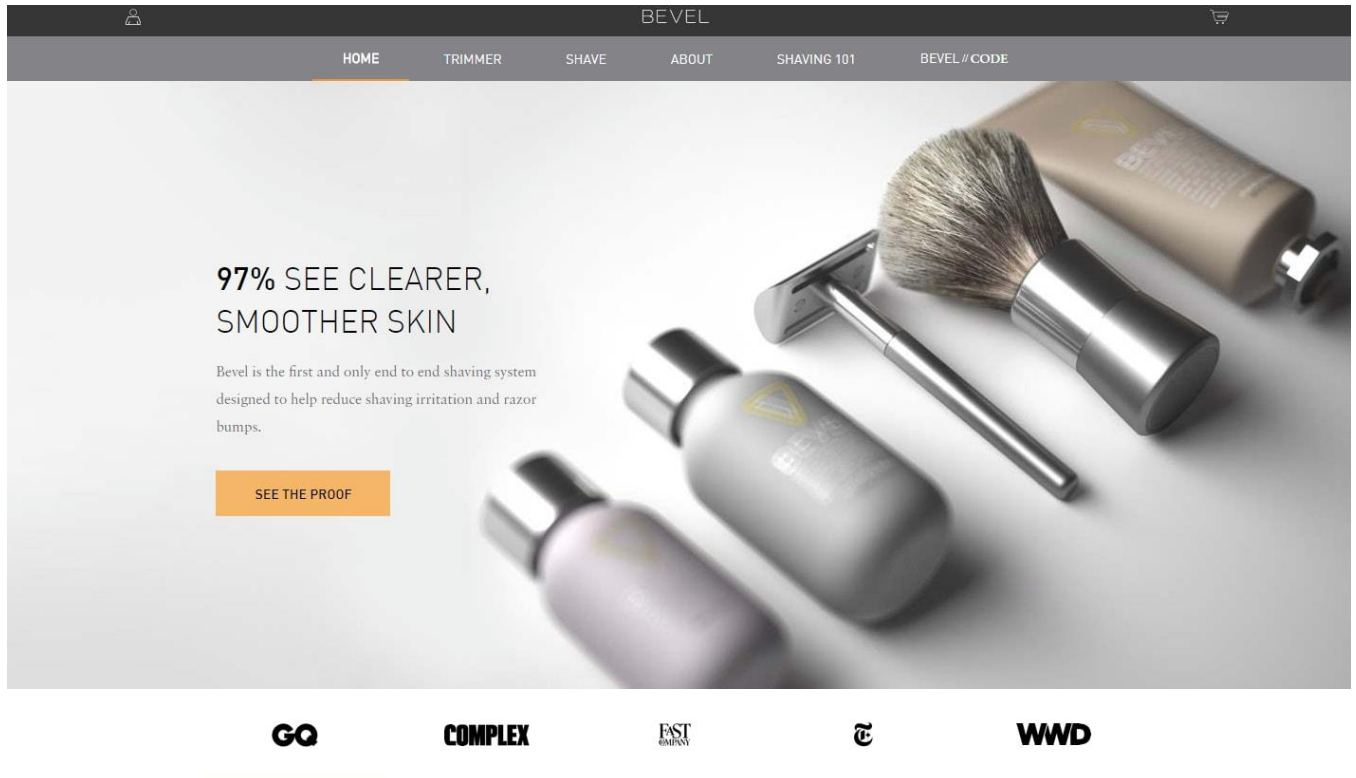 BEVEL
HOME
TRIMMER
SHAVE
ABOUT
SHAVING 101
BEVEL//CODE
97% SEE CLEARER,
SMOOTHER SKIN
Bevel is the first and only end to end shaving system
designed to help reduce shaving irritation and razor
bumps.
SEE THE PROOF
BEVE
BEVE
GQ
COMPLEX
FAST
COMPANY
T
WWD